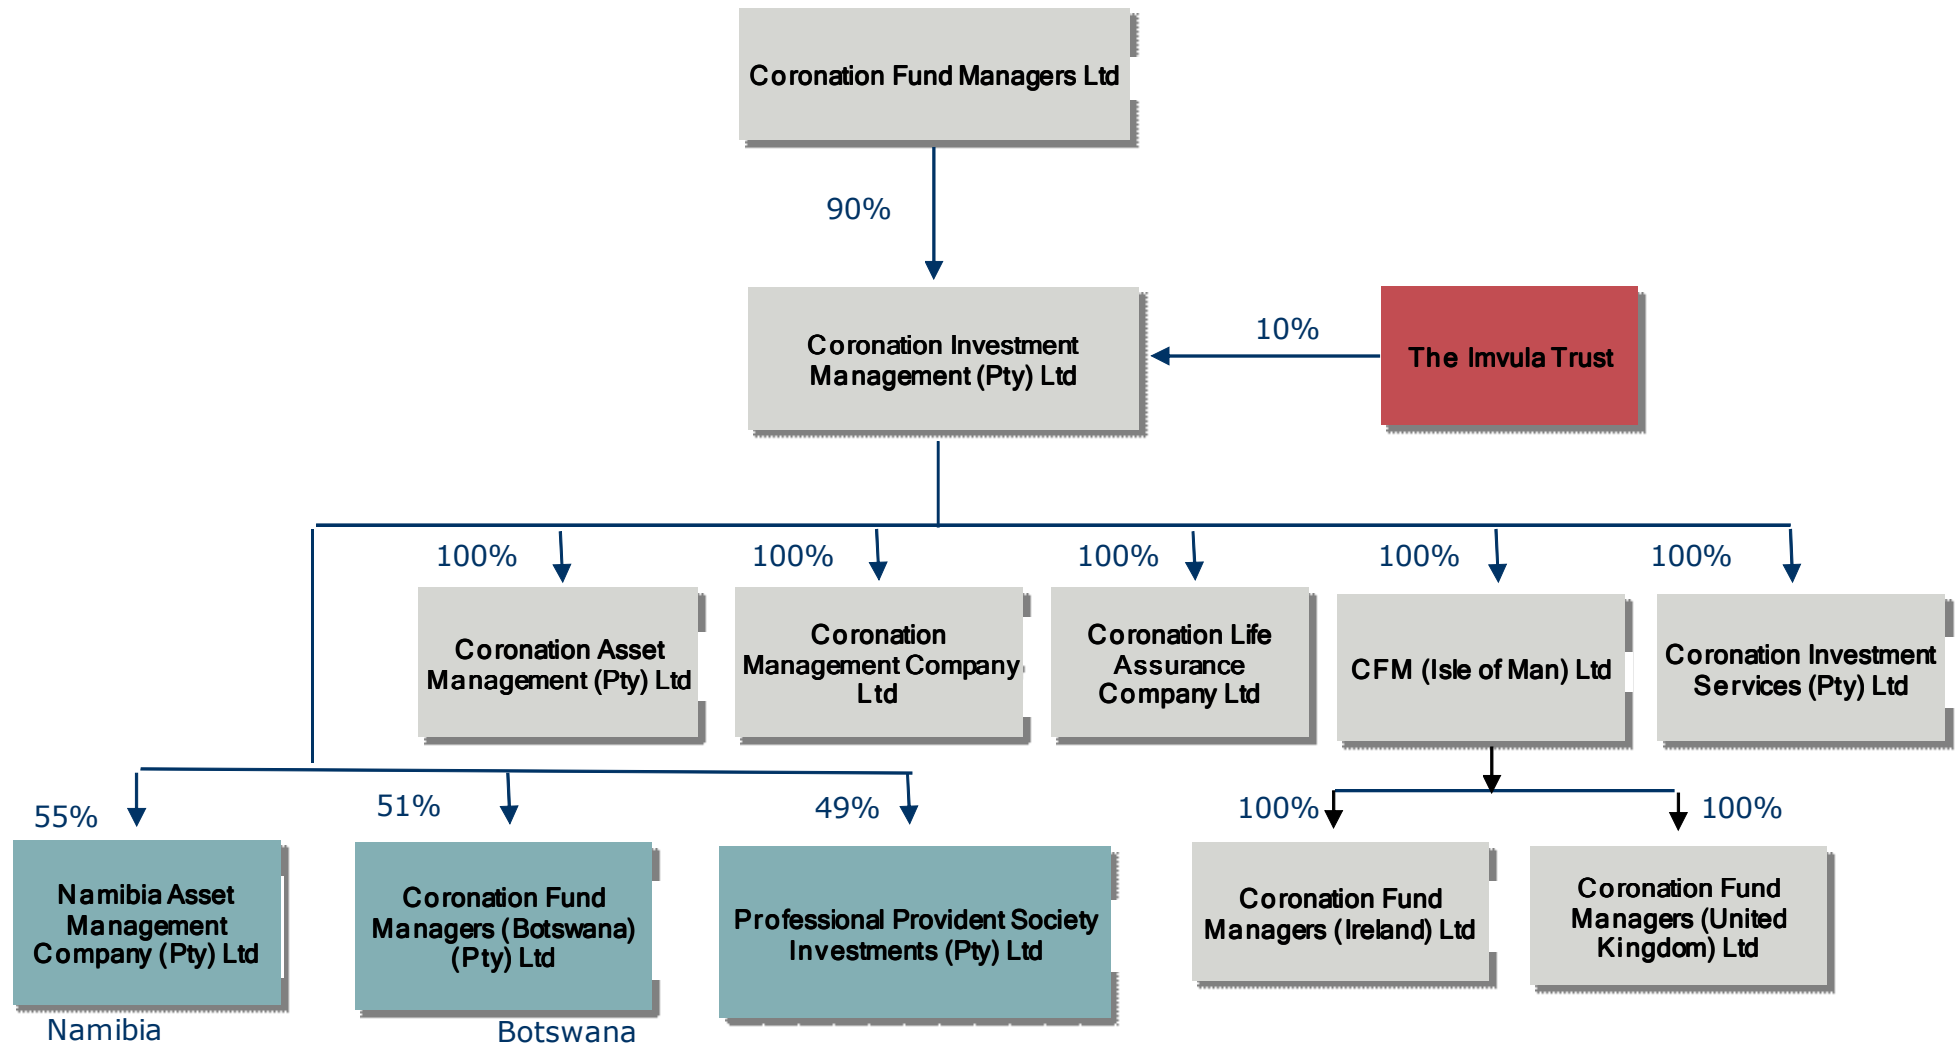 Coronation Fund Managers Ltd
90%
Coronation Investment
Management (Pty) Ltd
10%
The Imvula Trust
100%
100%
100%
100%
100%
Coronation Asset
Management (Pty) Ltd
Coronation
Management Company
Ltd
Coronation Life
Assurance
Company Ltd
CFM (Isle of Man) Ltd
Coronation Investment
Services (Pty) Ltd
55%
51%
49%
100%
100%
Namibia Asset
Management
Company (Pty) Ltd
Coronation Fund
Managers (Botswana)
(Pty) Ltd
Professional Provident Society
Investments (Pty) Ltd
Coronation Fund
Managers (Ireland) Ltd
Coronation Fund
Managers (United
Kingdom) Ltd
Namibia
Botswana